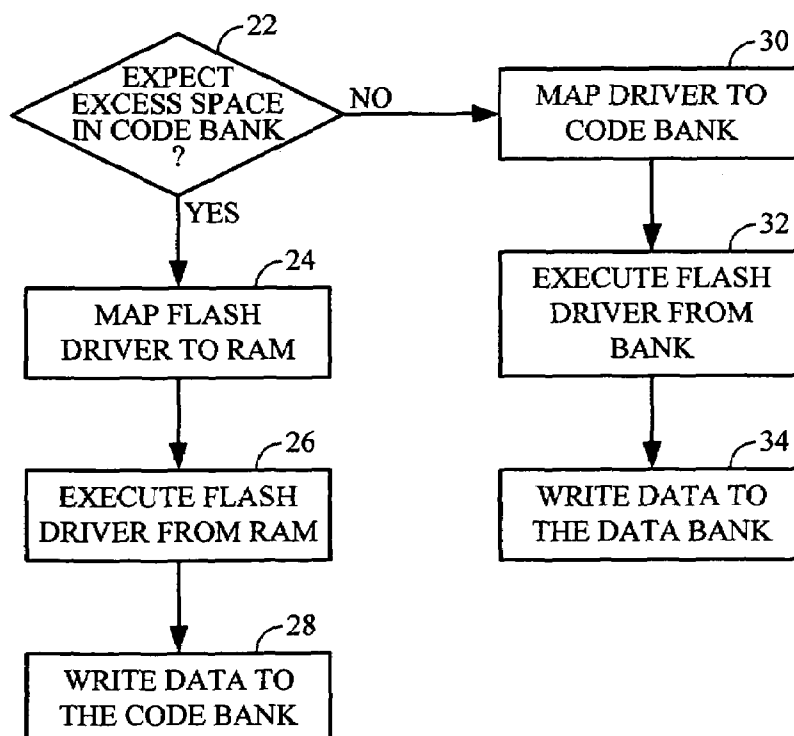 22
EXPECT
EXCESS SPACE
IN CODE BANK
?
NO
YES
24
MAP FLASH
DRIVER TO RAM
26
EXECUTE FLASH
DRIVER FROM RAM
28
WRITE DATA TO
THE CODE BANK
30
MAP DRIVER TO
CODE BANK
32
EXECUTE FLASH
DRIVER FROM
BANK
34
WRITE DATA TO
THE DATA BANK